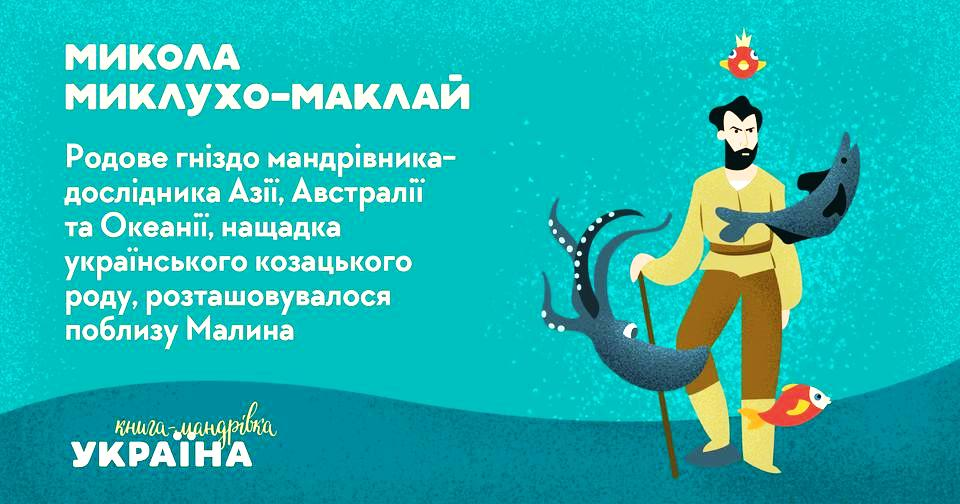 МИКОЛА
МИКЛУХО-МАКЛАЙ
Родове гніздо мандрівника-
дослідника Азії, Австралії
та Океанії, нащадка
українського козацького
роду, розташовувалося
поблизу Малина
книга-мандрівка
УКРАЇНА